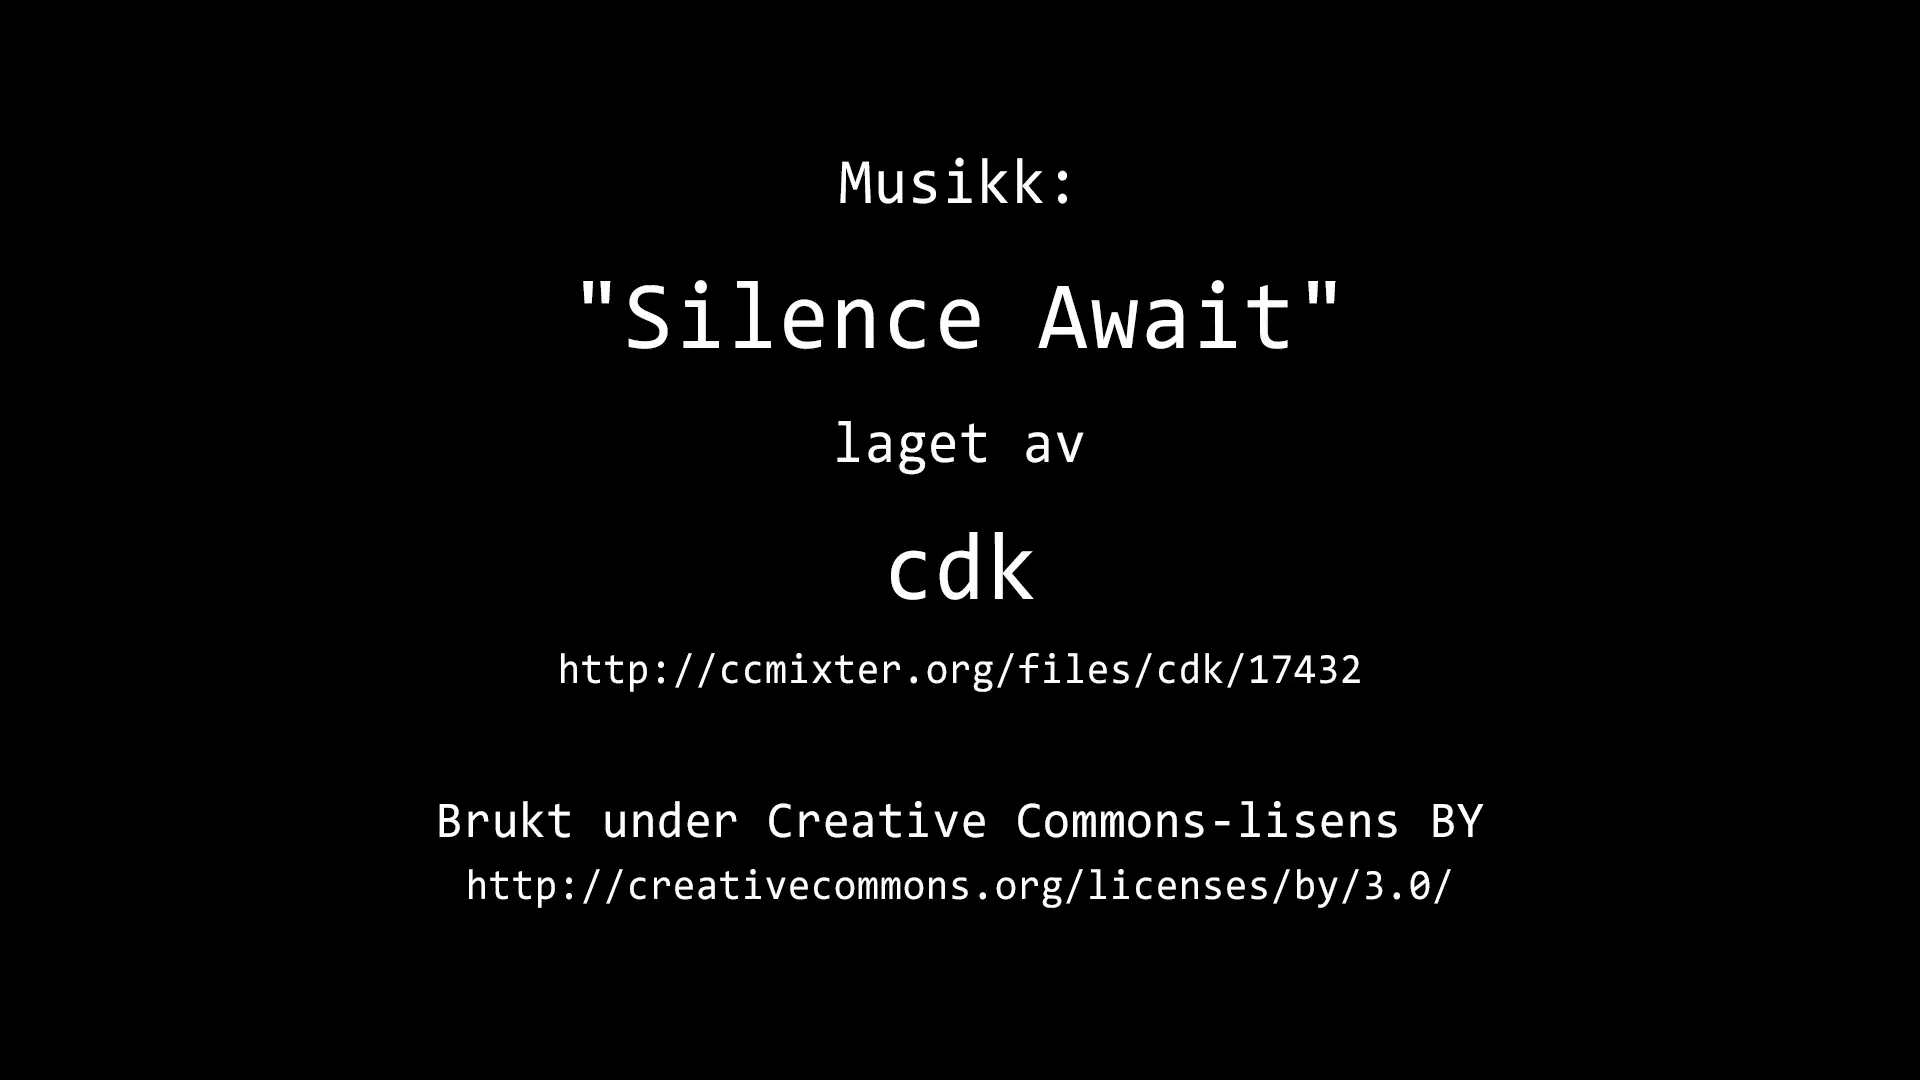 Musikk:
"Silence Await"
laget av
cdk
http://ccmixter.org/files/cdk/17432
Brukt under Creative Commons-lisens BY
http://creativecommons.org/licenses/by/3.0/